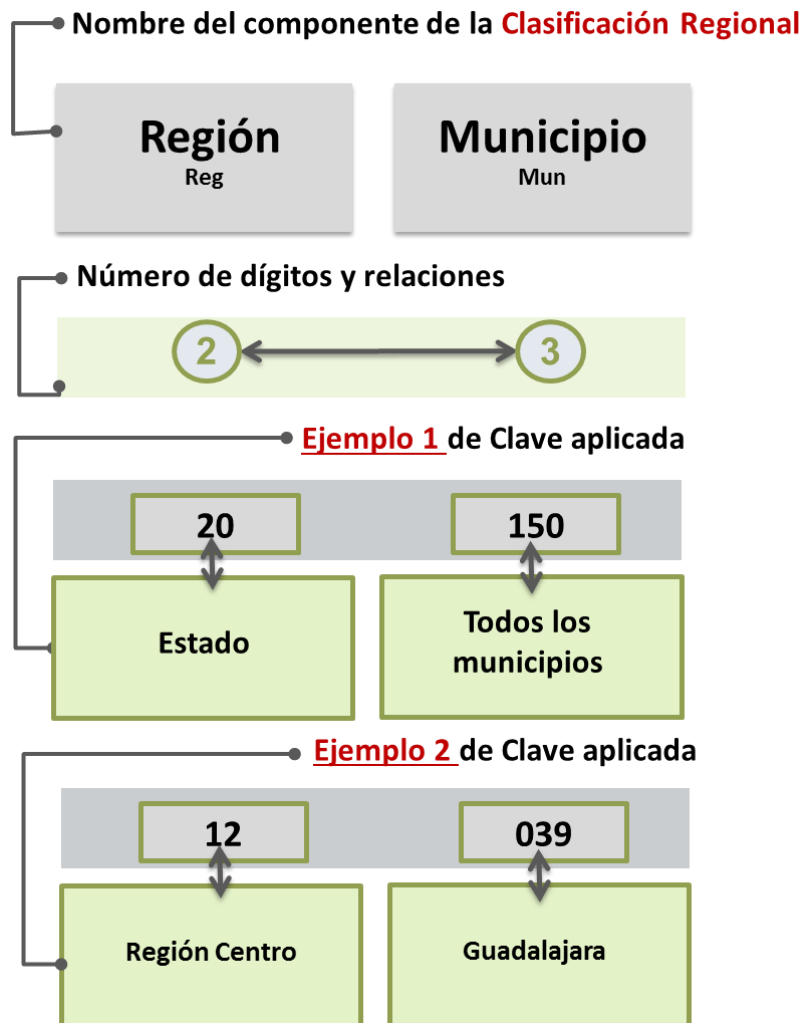 Nombre del componente de la Clasificación Regional
Región
Reg
Municipio
Mun
Número de dígitos y relaciones
2
3
Ejemplo 1 de Clave aplicada
20
150
Estado
Todos los
municipios
Ejemplo 2 de Clave aplicada
12
039
Región Centro
Guadalajara